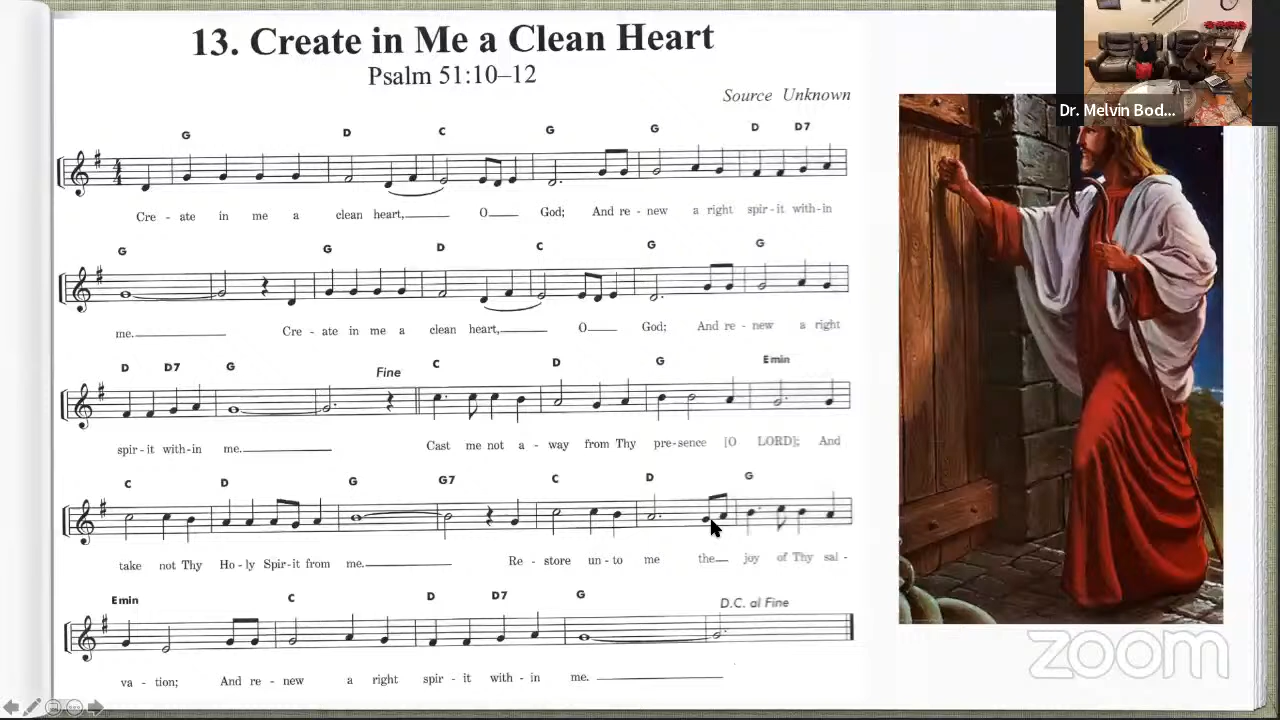 13. Create in Me a Clean Heart
Psalm 51:10–12
Source Unknown
G D C G G D D7
Cre - ate in me a clean heart, O God; And re - new a right spir - it with - in
G G D C G G
me. Cre - ate in me a clean heart, O God; And re - new a right
D D7 G Fine C D G Emin
spir - it with - in me. Cast me not a - way from Thy pre - sence [O LORD]; And
C D G G7 C D G
take not Thy Ho - ly Spir - it from me. Re - store un - to me the joy of Thy sal -
Emin C D D7 G D.C. al Fine
va - tion; And re - new a right spir - it with - in me.
Dr. Melvin Bod...
zoom